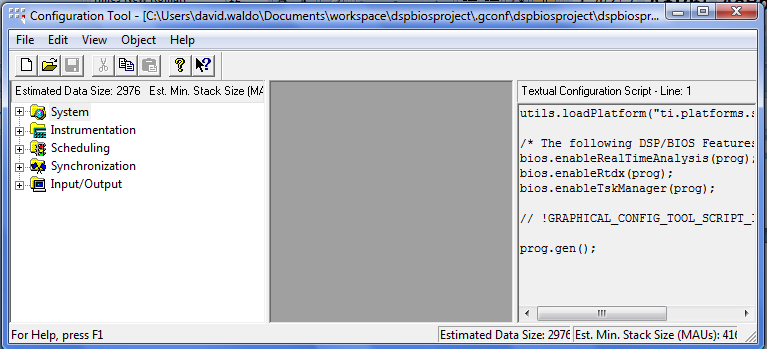 Configuration Tool - [C:\Users\david.waldo\Documents\workspace\dspbiosproject\.gconf\dspbiosproject\dspbiospr...
File Edit View Object Help
Estimated Data Size: 2976 Est. Min. Stack Size (MAU
System
Instrumentation
Scheduling
Synchronization
Input/Output
Textual Configuration Script - Line: 1
utils.loadPlatform("ti.platforms.s
/* The following DSP/BIOS Features
bios.enableRealTimeAnalysis(prog);
bios.enableRtdx(prog);
bios.enableTskManager(prog);
// !GRAPHICAL_CONFIG_TOOL_SCRIPT_I
prog.gen();
For Help, press F1
Estimated Data Size: 2976 Est. Min. Stack Size (MAUs): 416